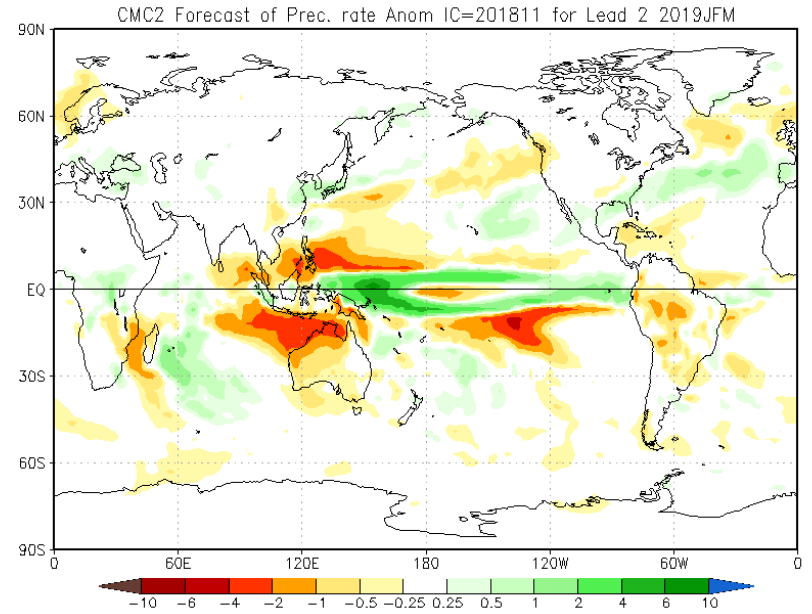 CMC2 Forecast of Prec. rate Anom IC=201811 for Lead 2 2019JFM
90N
60N
30N
EQ
30S
60S
90S
0 60E 120E 180 120W 60W 0
-10 -6 -4 -2 -1 -0.5 -0.25 0.25 0.5 1 2 4 6 10